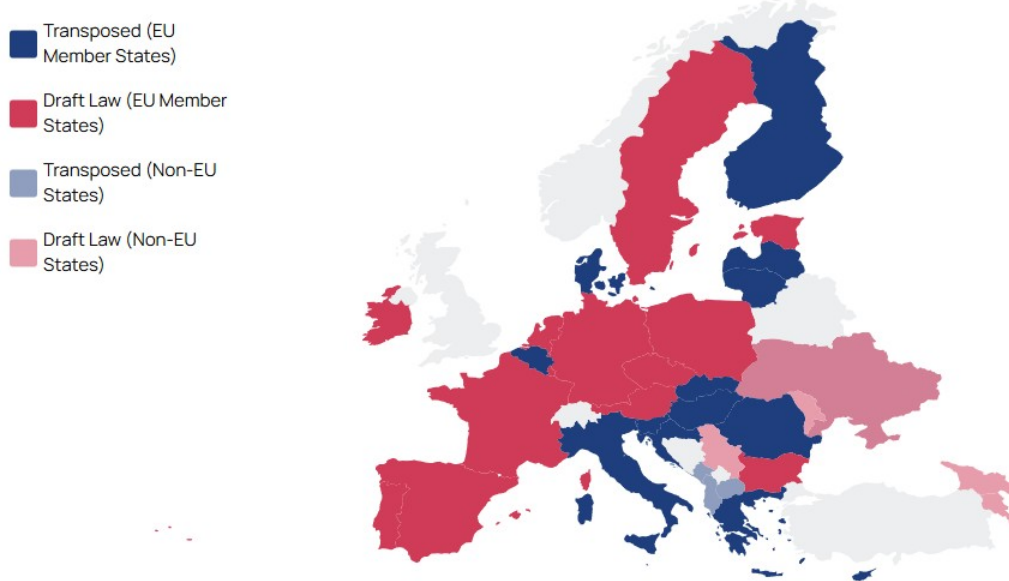 Transposed (EU
Member States)
Draft Law (EU Member
States)
Transposed (Non-EU
States)
Draft Law (Non-EU
States)